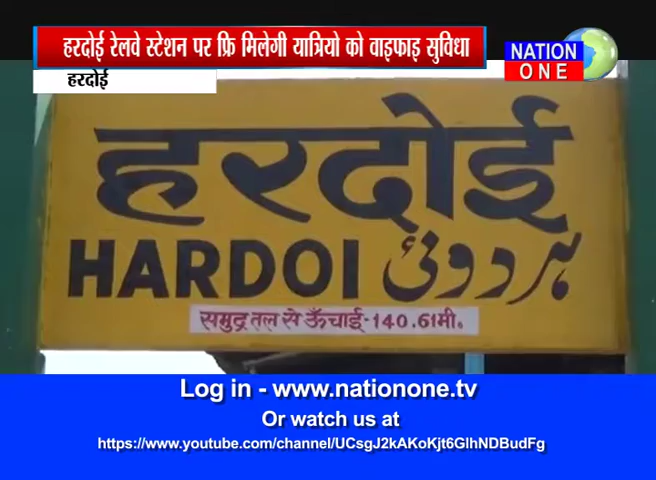 हरदोई रेलवे स्टेशन पर फ्रि मिलेगी यात्रियो को वाइफाइ सुविधा
हरदोई
NATION
ONE
हरदोई
HARDOI ہردوئی
समुद्र तल से ऊँचाई-140.61मी.
Log in - www.nationone.tv
Or watch us at
https://www.youtube.com/channel/UCsgJ2kAKoKjt6GlhNDBudFg